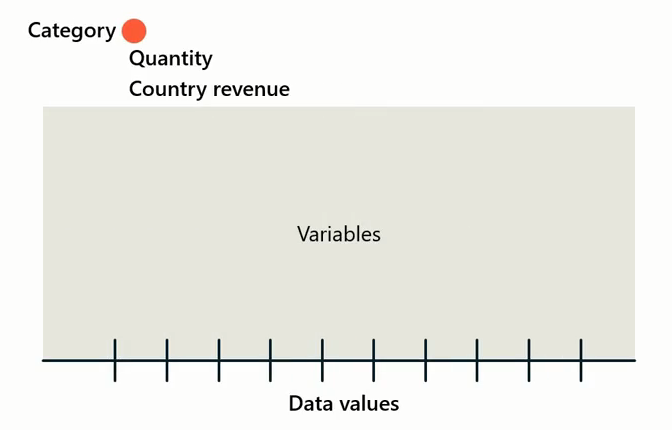 Category
Quantity
Country revenue
Variables
Data values